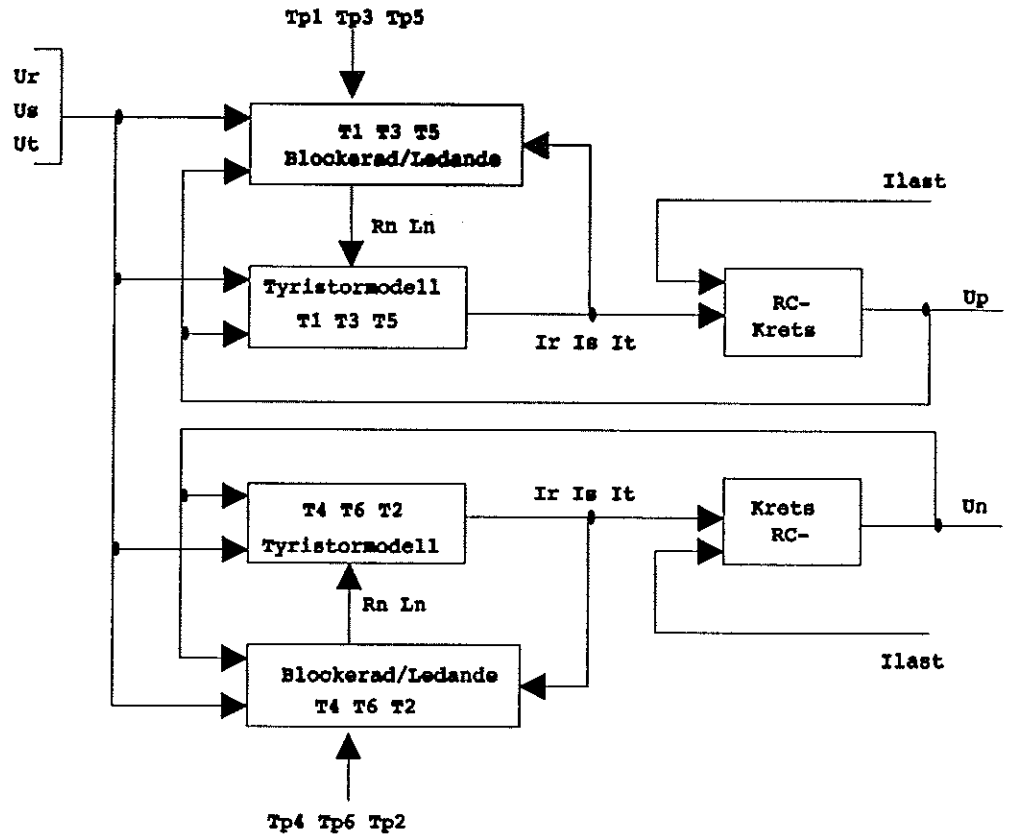 Tp1 Tp3 Tp5
Ur
Us
Ut
T1 T3 T5
Blockerad/Ledande
Ilast
Rn Ln
Tyristormodell
T1 T3 T5
RC-
Krets
Up
Ir Is It
Ir Is It
T4 T6 T2
Tyristormodell
Krets
RC-
Un
Rn Ln
Blockerad/Ledande
T4 T6 T2
Ilast
Tp4 Tp6 Tp2